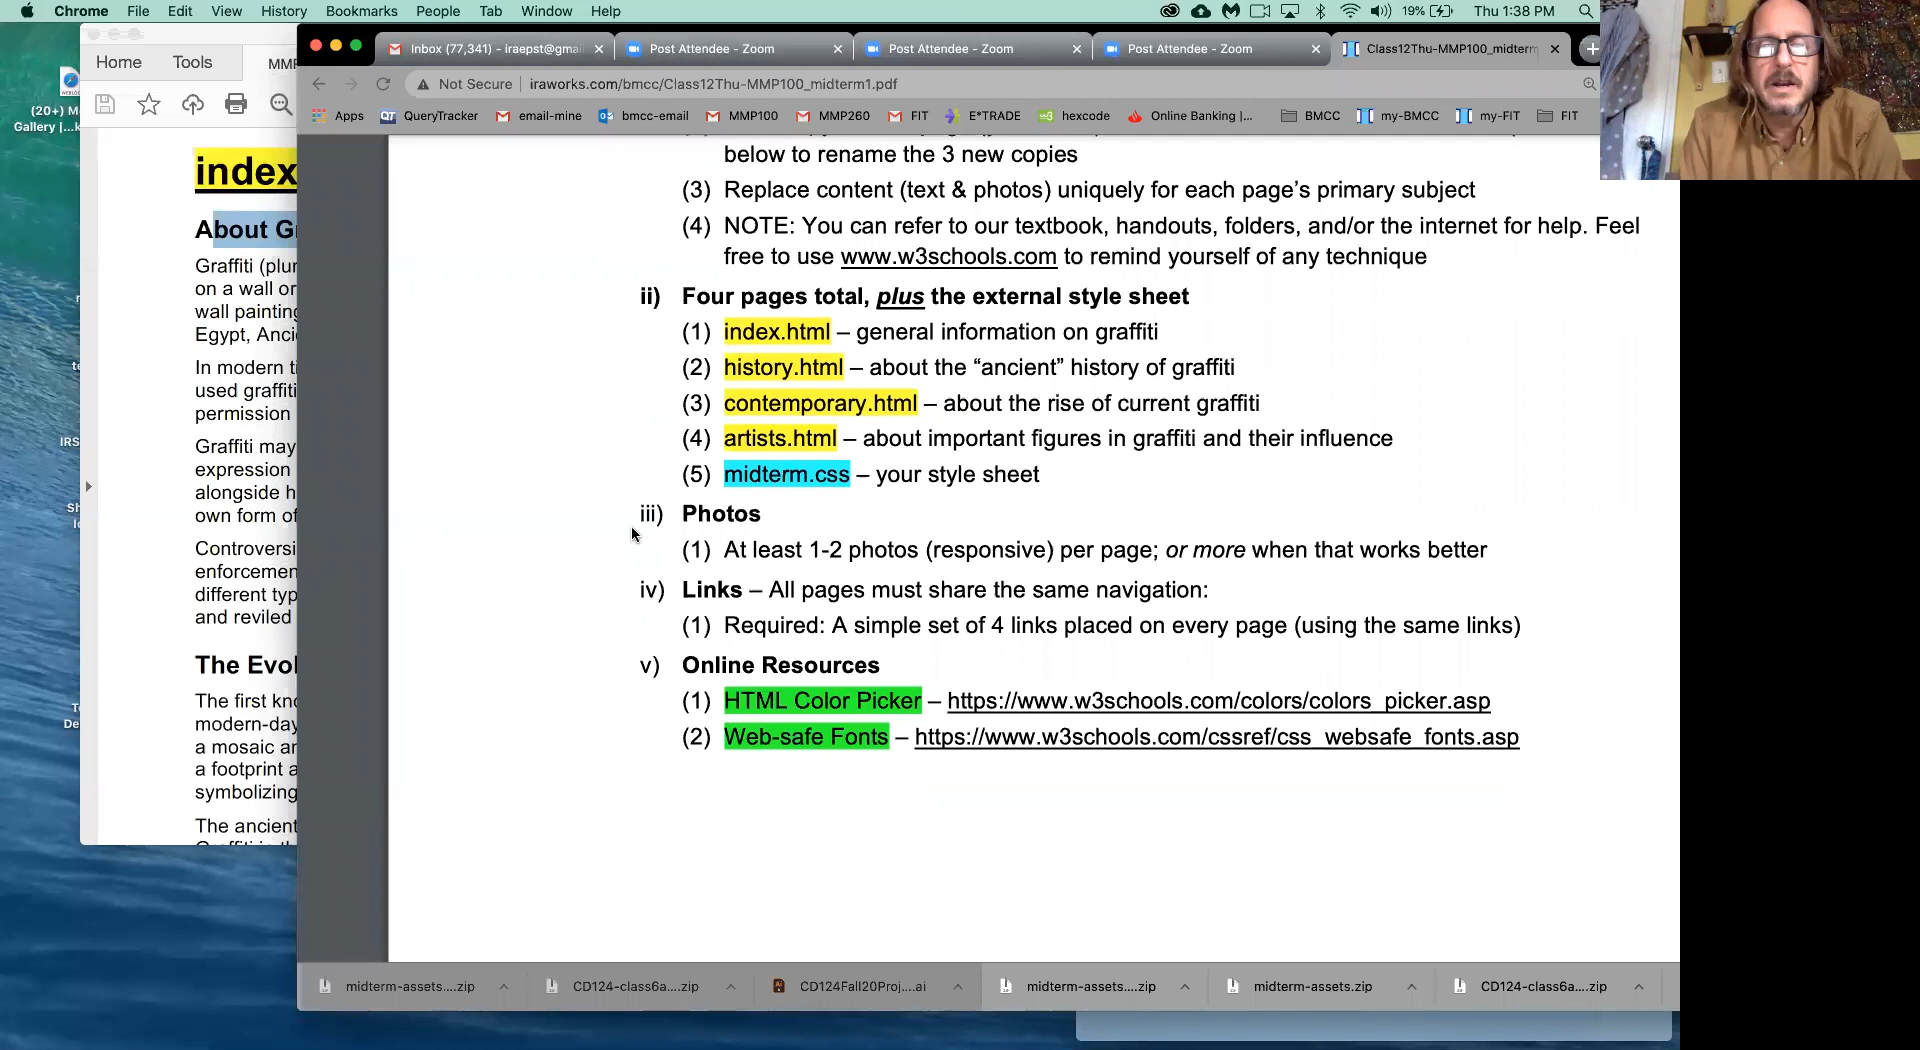 Chrome File Edit View History Bookmarks People Tab Window Help 19% Thu 1:38 PM
Home Tools
Inbox (77,341) - iraepst@gmai
Post Attendee - Zoom
Post Attendee - Zoom
Post Attendee - Zoom
Class12Thu-MMP100_midterm
Not Secure iraworks.com/bmcc/Class12Thu-MMP100_midterm1.pdf
Apps QueryTracker email-mine bmcc-email MMP100 MMP260 FIT E*TRADE hexcode Online Banking |... BMCC my-BMCC my-FIT FIT
(20+) M
Gallery |...k
index
About G
Graffiti (plur
on a wall or
wall painting
Egypt, Anci
In modern ti
used graffiti
permission
Graffiti may
expression
alongside h
own form of
Controversi
enforcemen
different typ
and reviled
The Evol
The first kno
modern-day
a mosaic an
a footprint a
symbolizing
The ancient
IRS
below to rename the 3 new copies
(3) Replace content (text & photos) uniquely for each page's primary subject
(4) NOTE: You can refer to our textbook, handouts, folders, and/or the internet for help. Feel
free to use www.w3schools.com to remind yourself of any technique
ii) Four pages total, plus the external style sheet
(1) index.html – general information on graffiti
(2) history.html – about the “ancient” history of graffiti
(3) contemporary.html – about the rise of current graffiti
(4) artists.html – about important figures in graffiti and their influence
(5) midterm.css – your style sheet
iii) Photos
(1) At least 1-2 photos (responsive) per page; or more when that works better
iv) Links – All pages must share the same navigation:
(1) Required: A simple set of 4 links placed on every page (using the same links)
v) Online Resources
(1) HTML Color Picker – https://www.w3schools.com/colors/colors_picker.asp
(2) Web-safe Fonts – https://www.w3schools.com/cssref/css_websafe_fonts.asp
midterm-assets....zip CD124-class6a....zip CD124Fall20Proj....ai midterm-assets....zip midterm-assets.zip CD124-class6a....zip